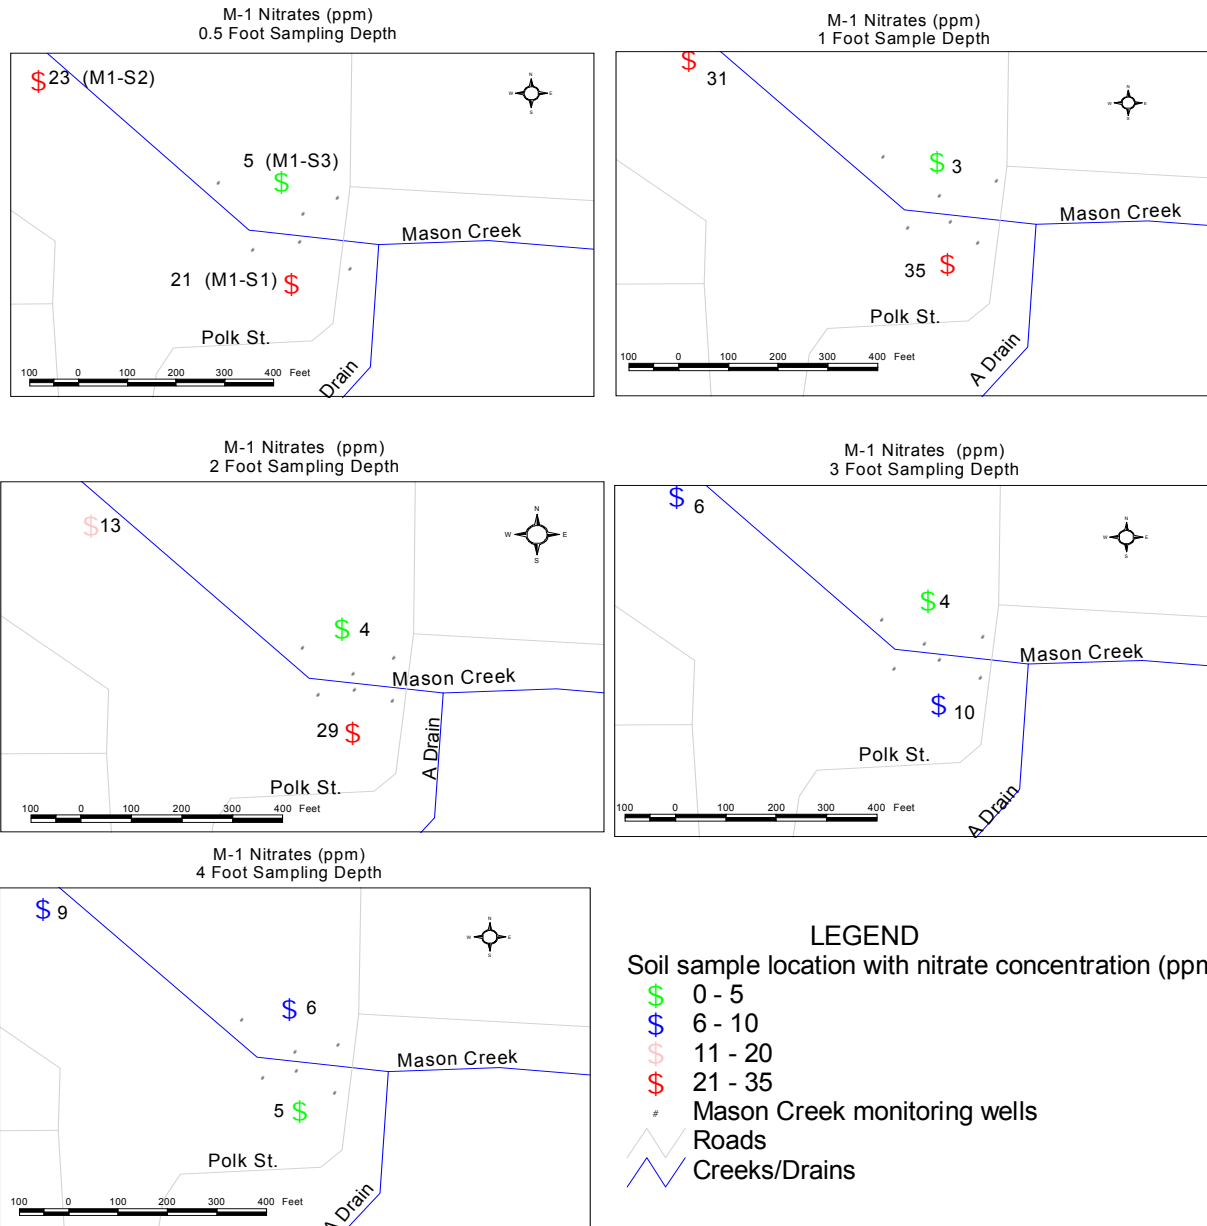 M-1 Nitrates (ppm)
0.5 Foot Sampling Depth
$ 23 (M1-S2)
N
W E
S
5 (M1-S3)
$
Mason Creek
21 (M1-S1) $
Polk St.
Drain
100 0 100 200 300 400 Feet
M-1 Nitrates (ppm)
1 Foot Sample Depth
$ 31
N
W E
S
$ 3
Mason Creek
35 $
Polk St.
A Drain
100 0 100 200 300 400 Feet
M-1 Nitrates (ppm)
2 Foot Sampling Depth
$ 13
N
W E
S
$ 4
Mason Creek
29 $
A Drain
Polk St.
100 0 100 200 300 400 Feet
M-1 Nitrates (ppm)
3 Foot Sampling Depth
$ 6
N
W E
S
$ 4
Mason Creek
$ 10
Polk St.
A Drain
100 0 100 200 300 400 Feet
M-1 Nitrates (ppm)
4 Foot Sampling Depth
$ 9
N
W E
S
$ 6
Mason Creek
5 $
Polk St.
A Drain
100 0 100 200 300 400 Feet
LEGEND
Soil sample location with nitrate concentration (ppm
$ 0 - 5
$ 6 - 10
$ 11 - 20
$ 21 - 35
# Mason Creek monitoring wells
Roads
Creeks/Drains